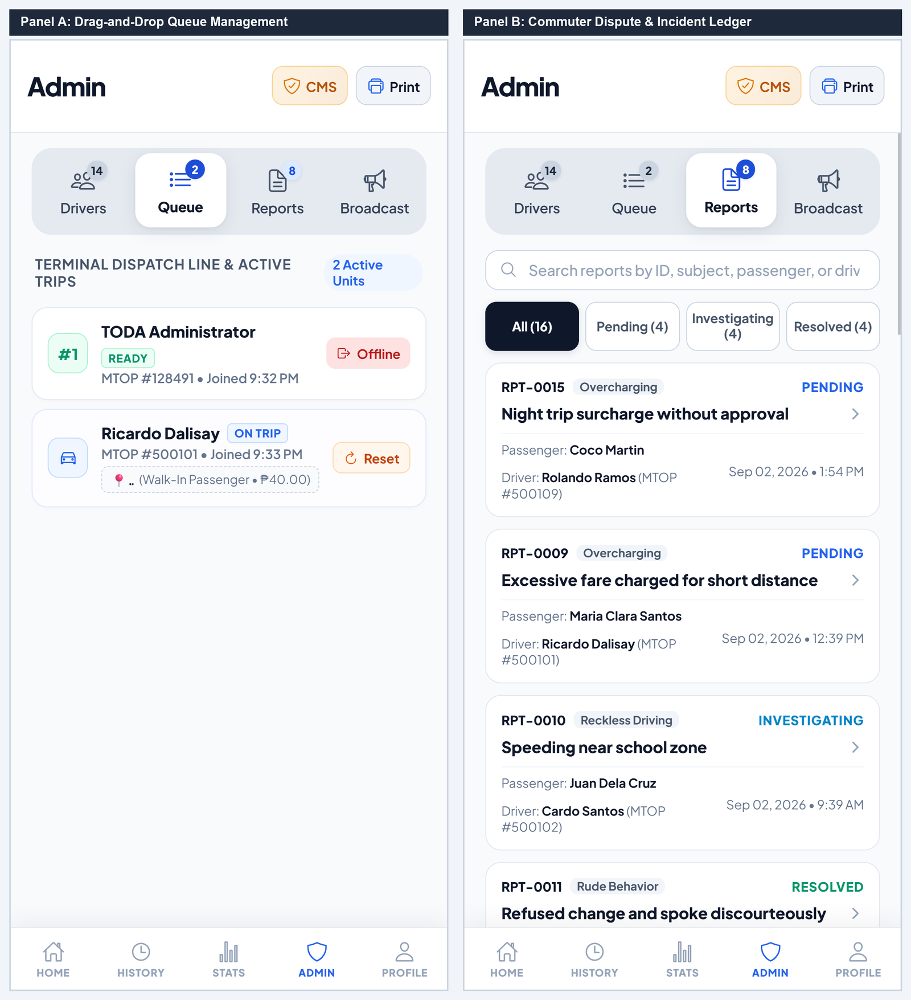 Panel A: Drag-and-Drop Queue Management
Admin
CMS
Print
14
Drivers
2
Queue
8
Reports
Broadcast
TERMINAL DISPATCH LINE & ACTIVE
TRIPS
2 Active
Units
#1
TODA Administrator
READY
MTOP #128491 • Joined 9:32 PM
Offline
Ricardo Dalisay ON TRIP
MTOP #500101 • Joined 9:33 PM
.. (Walk-In Passenger • ₱40.00)
Reset
HOME
HISTORY
STATS
ADMIN
PROFILE
Panel B: Commuter Dispute & Incident Ledger
Admin
CMS
Print
14
Drivers
2
Queue
8
Reports
Broadcast
Search reports by ID, subject, passenger, or driv
All (16)
Pending (4)
Investigating
(4)
Resolved (4)
RPT-0015 Overcharging PENDING
Night trip surcharge without approval
Passenger: Coco Martin
Driver: Rolando Ramos (MTOP
#500109)
Sep 02, 2026 • 1:54 PM
RPT-0009 Overcharging PENDING
Excessive fare charged for short distance
Passenger: Maria Clara Santos
Driver: Ricardo Dalisay (MTOP
#500101)
Sep 02, 2026 • 12:39 PM
RPT-0010 Reckless Driving INVESTIGATING
Speeding near school zone
Passenger: Juan Dela Cruz
Driver: Cardo Santos (MTOP
#500102)
Sep 02, 2026 • 9:39 AM
RPT-0011 Rude Behavior RESOLVED
Refused change and spoke discourteously
HOME
HISTORY
STATS
ADMIN
PROFILE